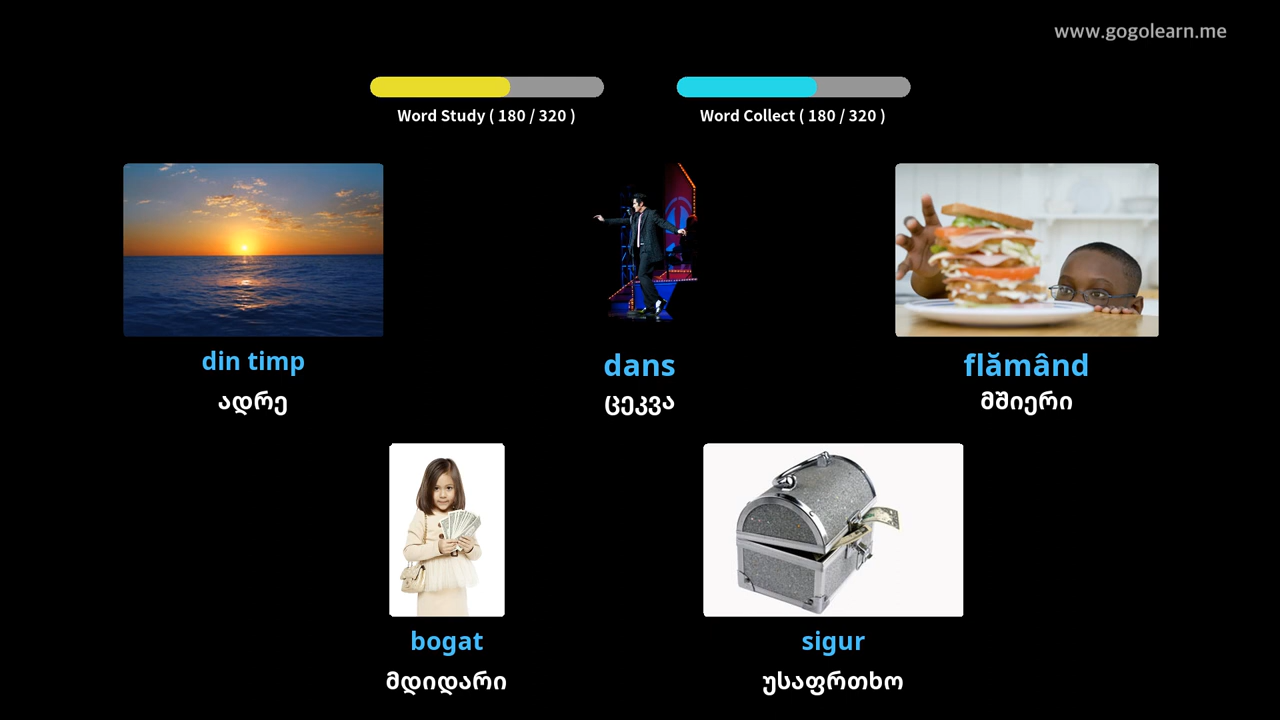 www.gogolearn.me
Word Study ( 180 / 320 )
Word Collect ( 180 / 320 )
din timp
ადრე
dans
ცეკვა
flămând
მშიერი
bogat
მდიდარი
sigur
უსაფრთხო